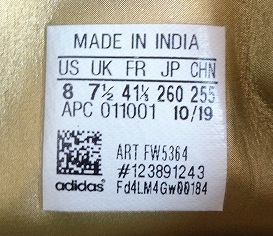 MADE IN INDIA
US UK FR JP CHN
8 7½ 41⅓ 260 255
APC 011001 10/19
ART FW5364
#123891243
adidas Fd4LM4Gw00184